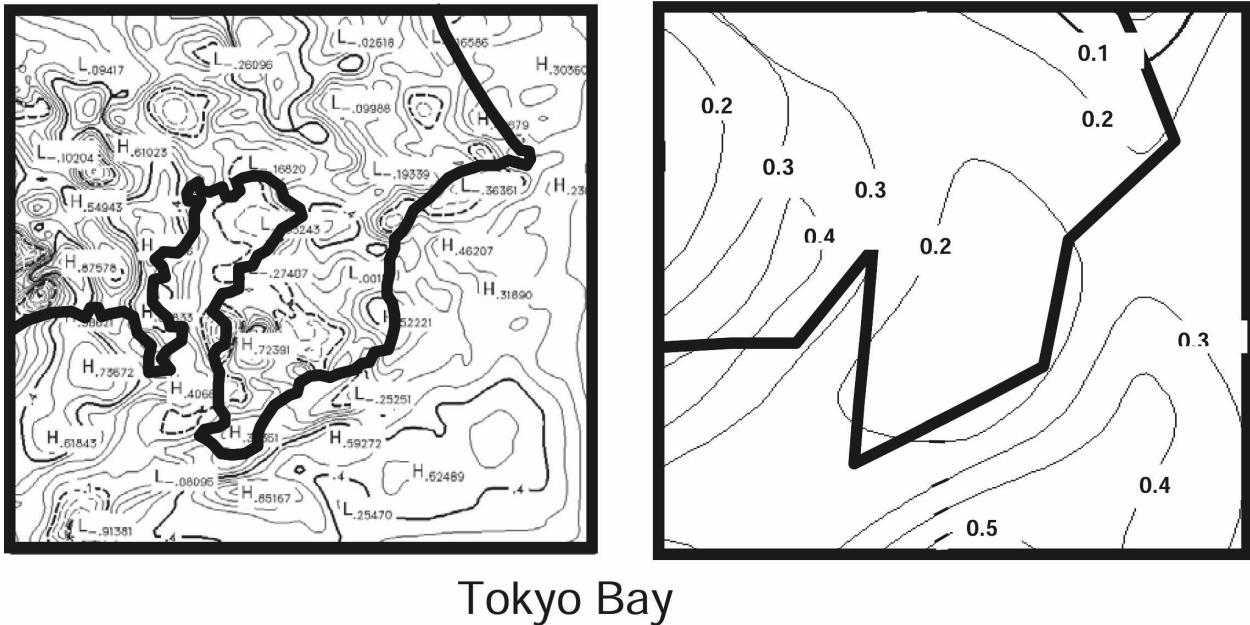 L-.02618
L .16586
L-.26096
L.09417
H.30360
L-.09988
H.61023
L-.10204
L-.16820
L-.19339
L-.36361
H.54943
H.46207
H.87578
L-.27407
H.31890
H.52221
H.72391
H.73672
L-.25251
H.61843
H.59272
H.52489
L-.08095
H.85167
L.25470
L-.91381
.4
.4
.4
0.1
0.2
0.2
0.3
0.3
0.4
0.2
0.3
0.4
0.5
Tokyo Bay